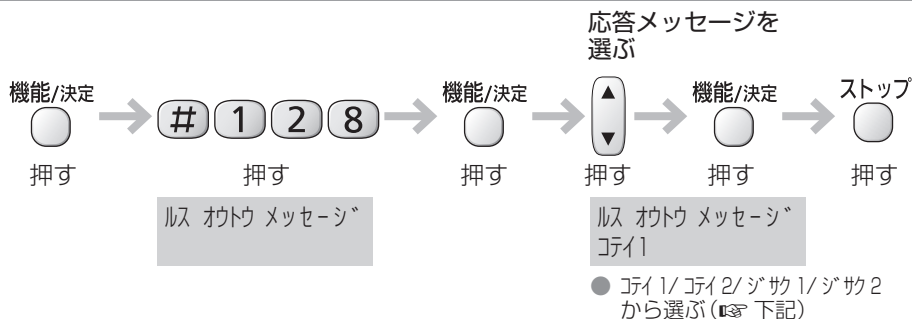 応答メッセージを
選ぶ
機能/決定
# 1 2 8
機能/決定
▲
▼
機能/決定
ストップ
押す
押す
押す
押す
押す
押す
ルス オウトウ メッセージ
ルス オウトウ メッセージ
コテイ1
● コテイ1/コテイ2/ジサク1/ジサク2
から選ぶ(☞ 下記)